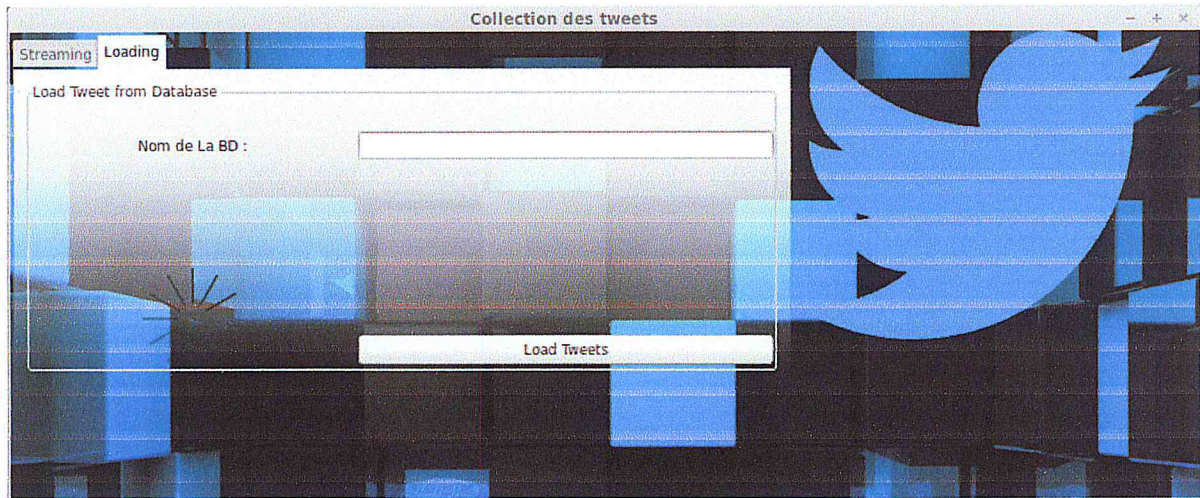 Collection des tweets
Streaming
Loading
Load Tweet from Database
Nom de La BD :
Load Tweets